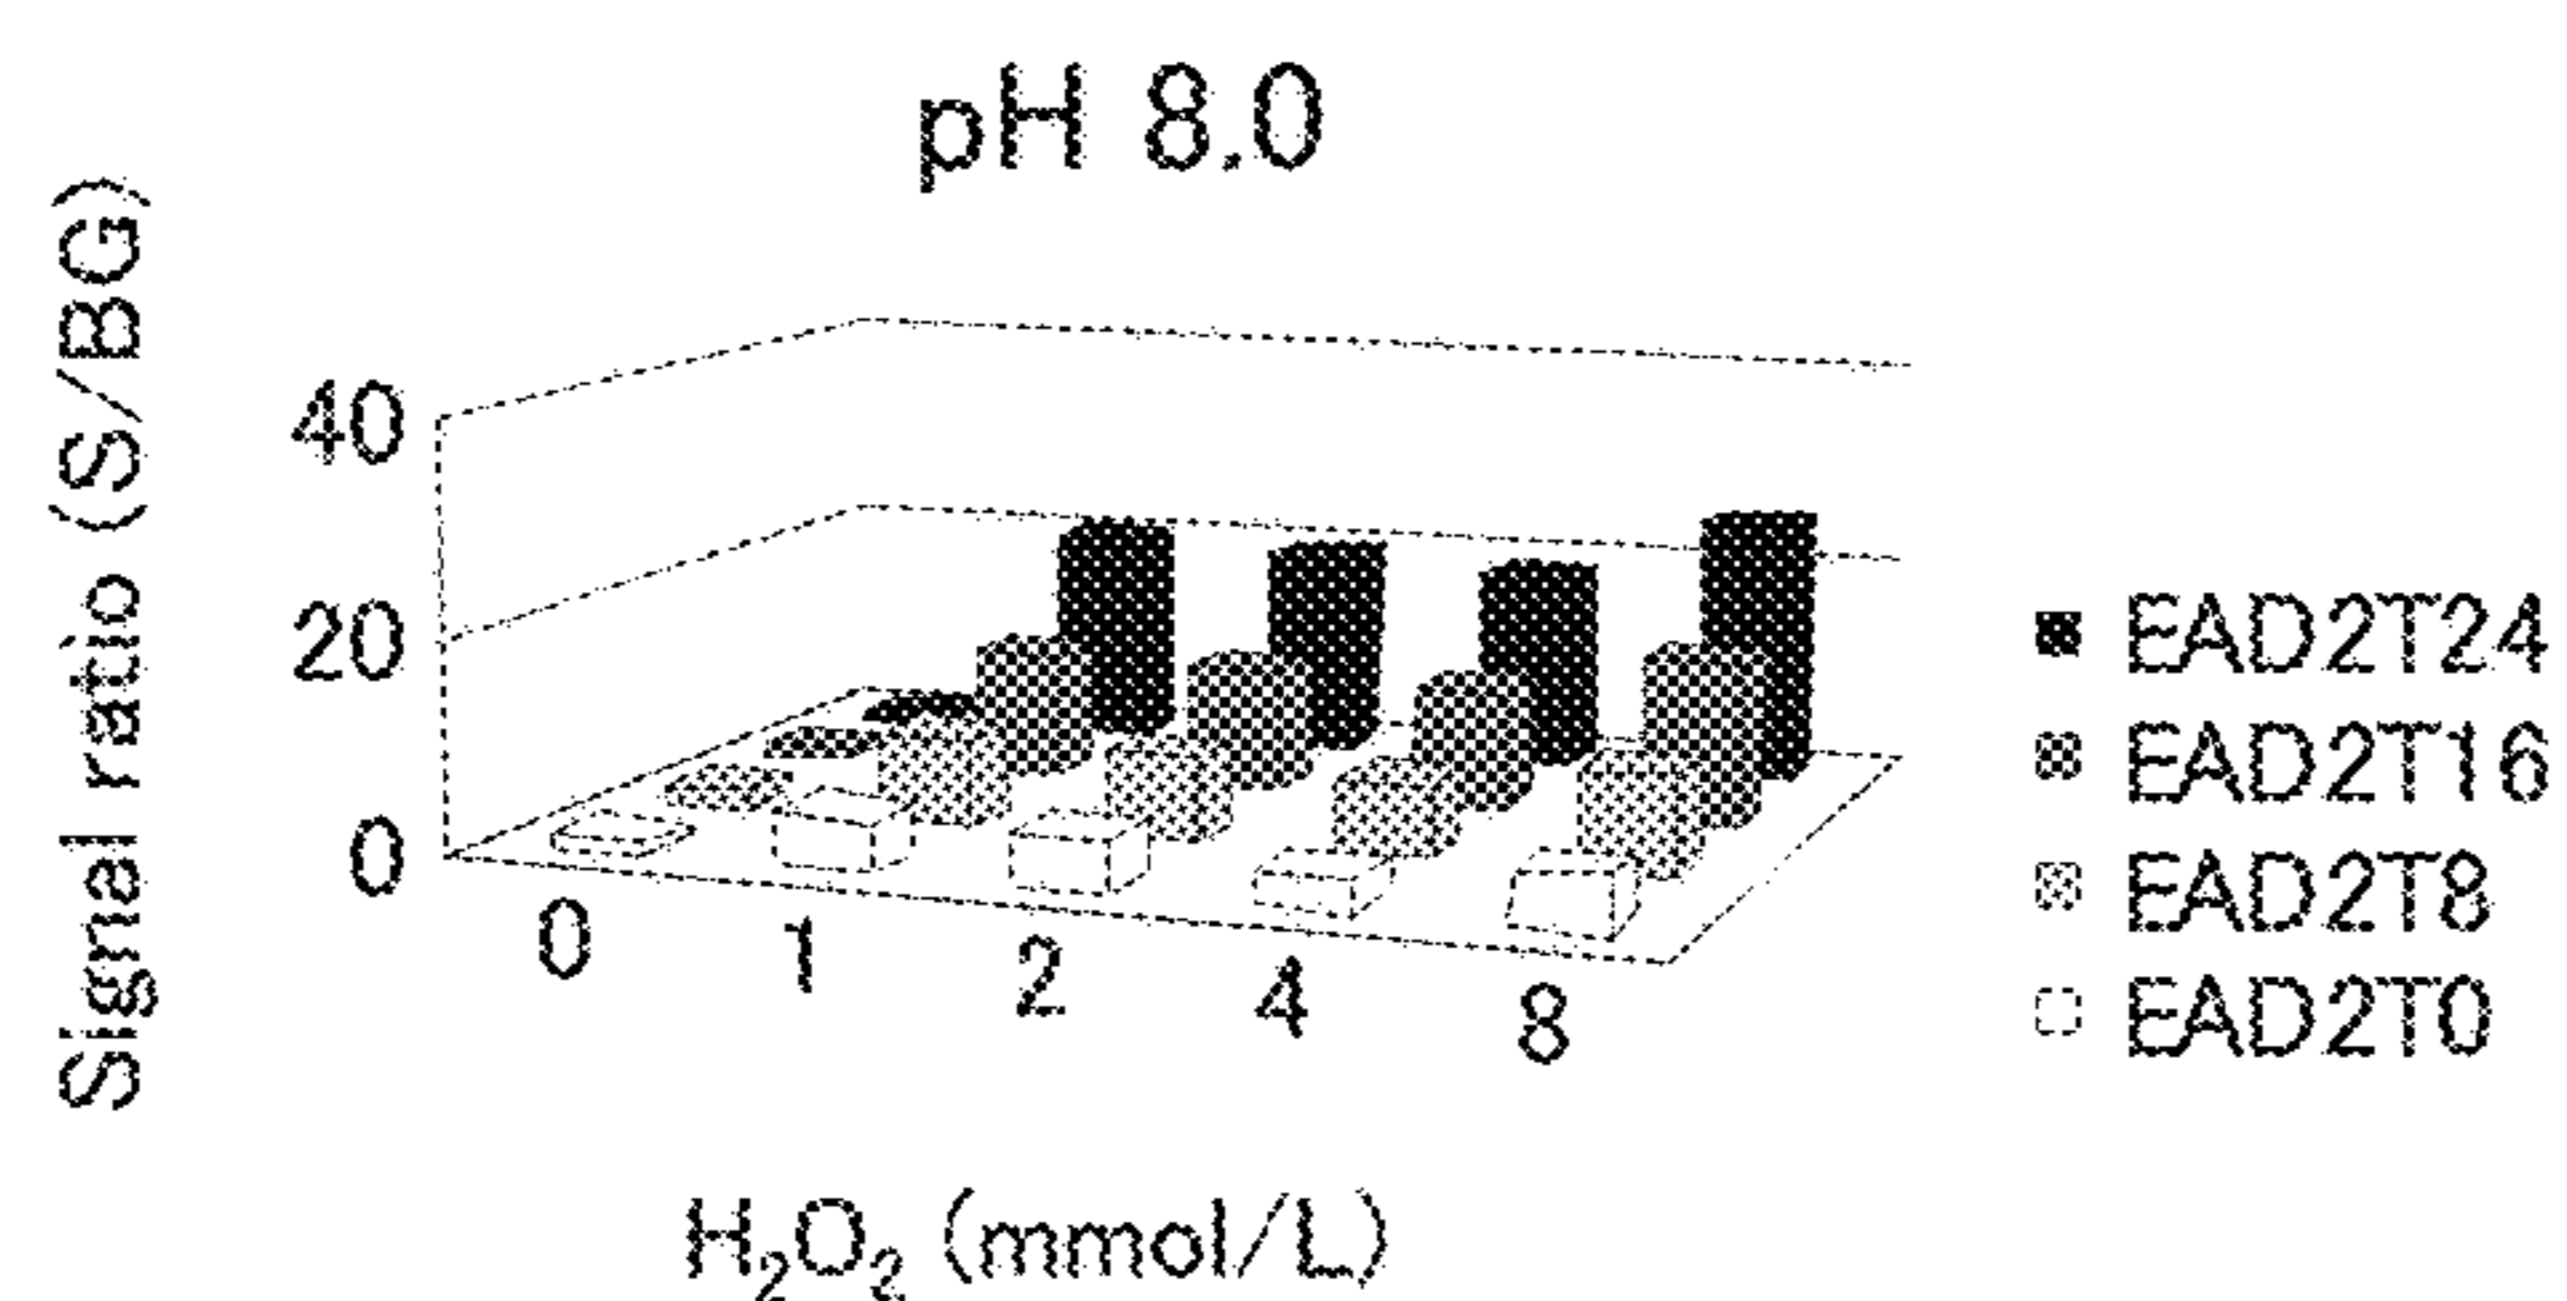 pH 8.0
Signal ratio (S/BG)
40
20
0
0
1
2
4
8
H₂O₂ (mmol/L)
EAD2T24
EAD2T16
EAD2T8
EAD2T0